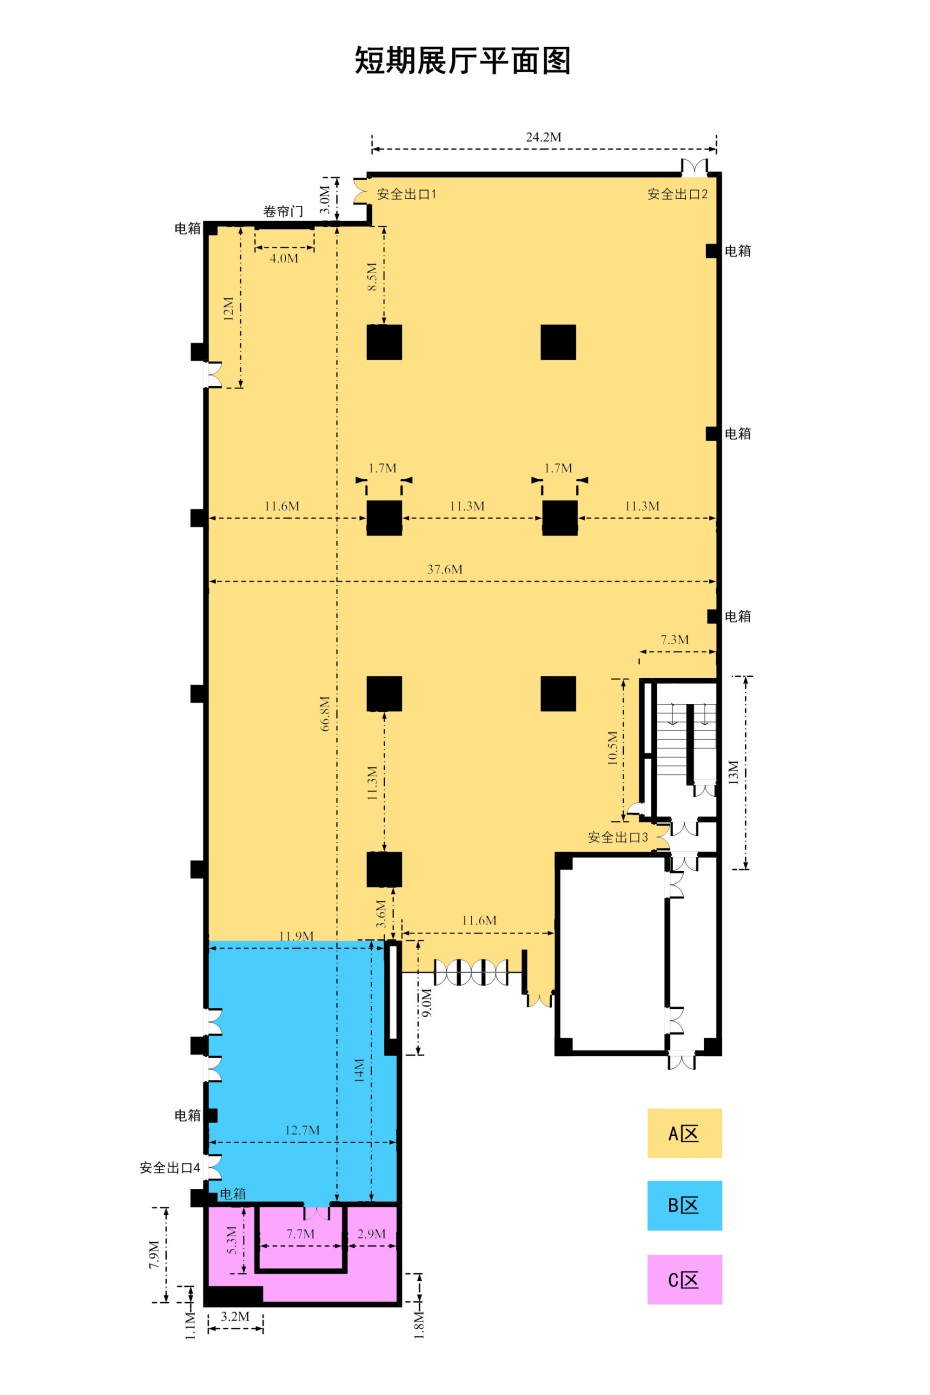 短期展厅平面图
24.2M
3.0M
安全出口1
安全出口2
卷帘门
电箱
4.0M
8.5M
12M
电箱
电箱
1.7M
1.7M
11.6M
11.3M
11.3M
37.6M
电箱
7.3M
66.8M
10.5M
13M
11.3M
安全出口3
3.6M
11.6M
11.9M
9.0M
14M
电箱
12.7M
安全出口4
电箱
A区
B区
C区
7.9M
5.3M
7.7M
2.9M
1.1M
3.2M
1.8M